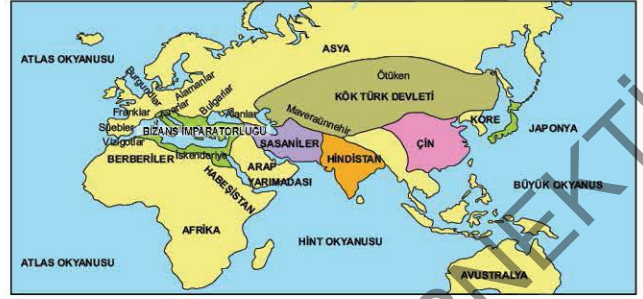 ATLAS OKYANUSU
ASYA
Burgundlar
Alamanlar
Franklar
Avarlar
Bulgarlar
Alanlar
Ötüken
KÖK TÜRK DEVLETİ
Süebler
Vizigotlar
BİZANS İMPARATORLUĞU
Maveraünnehir
KORE
JAPONYA
SASANİLER
HİNDİSTAN
ÇİN
BERBERİLER
İskenderiye
ARAP
YARIMADASI
HABEŞİSTAN
BÜYÜK OKYANUS
AFRİKA
HİNT OKYANUSU
ATLAS OKYANUSU
AVUSTRALYA
ÖRNEKTİR